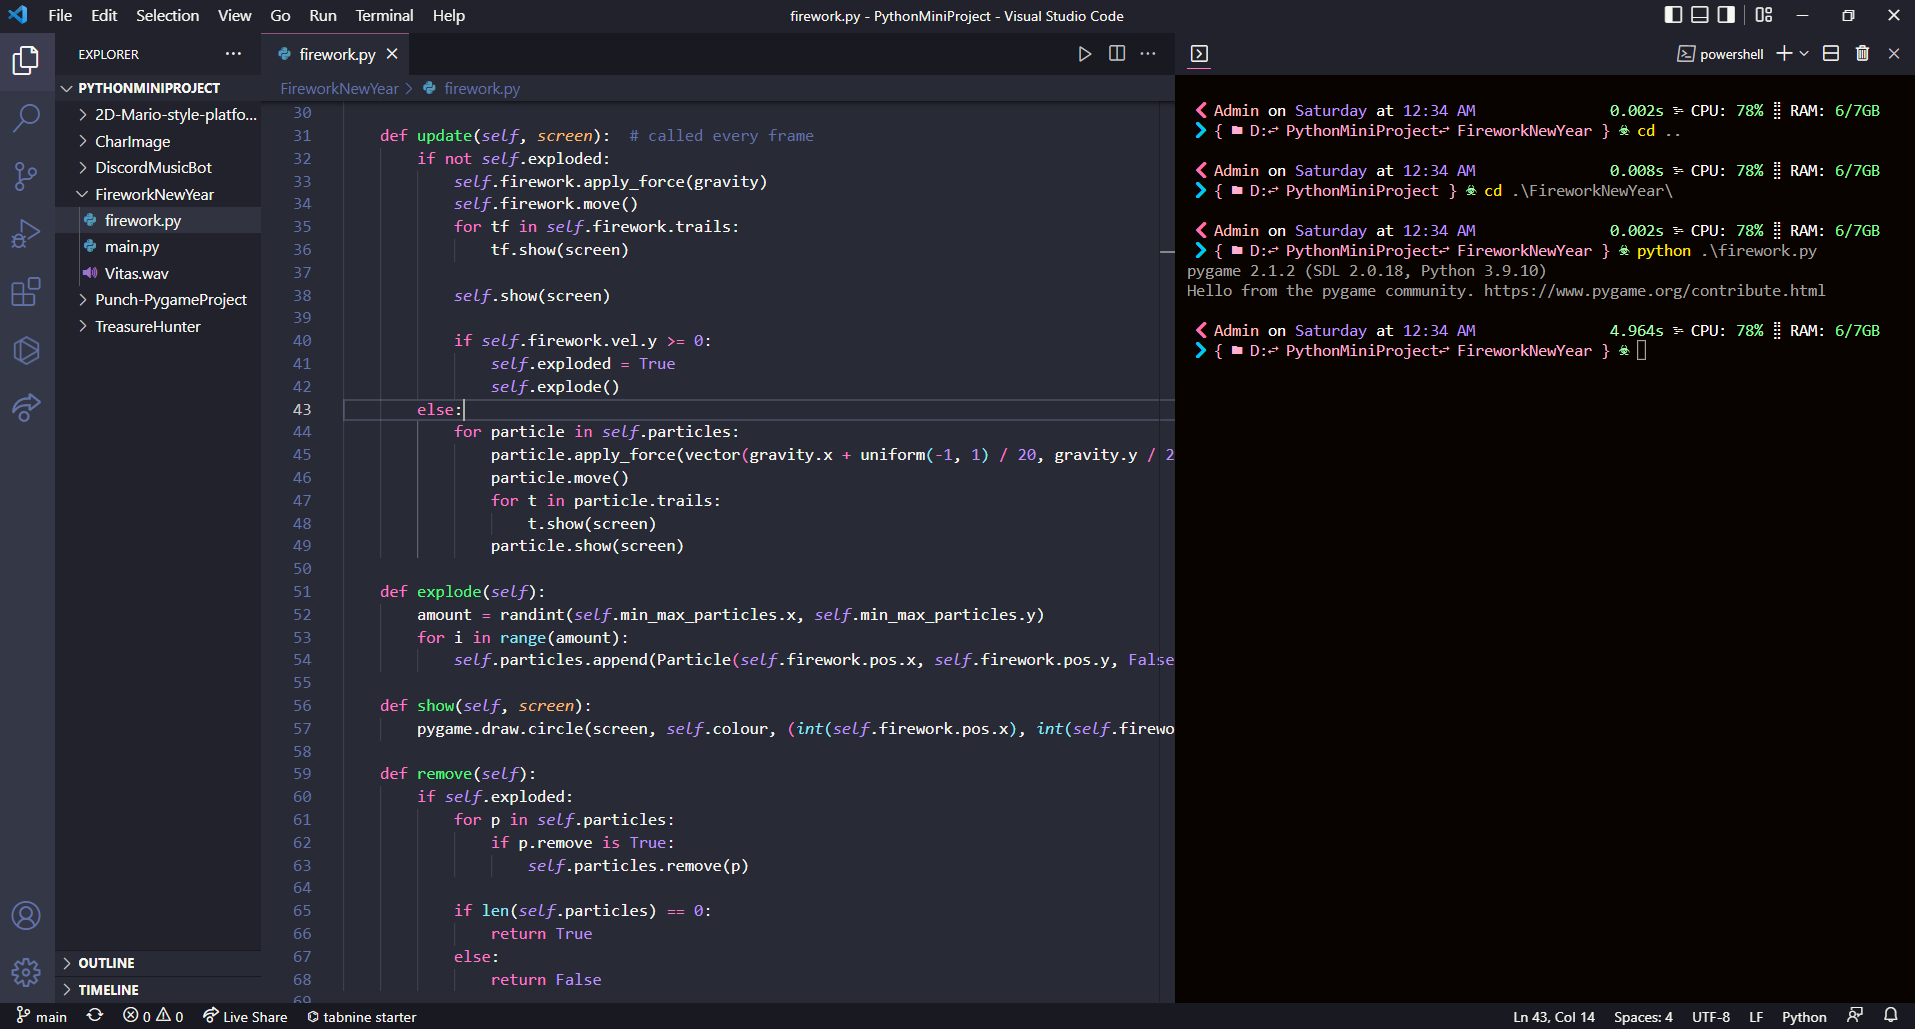 File Edit Selection View Go Run Terminal Help
firework.py - PythonMiniProject - Visual Studio Code
EXPLORER
PYTHONMINIPROJECT
2D-Mario-style-platfo...
CharImage
DiscordMusicBot
FireworkNewYear
firework.py
main.py
Vitas.wav
Punch-PygameProject
TreasureHunter
OUTLINE
TIMELINE
firework.py
FireworkNewYear > firework.py
30
31 def update(self, screen):  # called every frame
32 if not self.exploded:
33 self.firework.apply_force(gravity)
34 self.firework.move()
35 for tf in self.firework.trails:
36 tf.show(screen)
37
38 self.show(screen)
39
40 if self.firework.vel.y >= 0:
41 self.exploded = True
42 self.explode()
43 else:
44 for particle in self.particles:
45 particle.apply_force(vector(gravity.x + uniform(-1, 1) / 20, gravity.y / 2
46 particle.move()
47 for t in particle.trails:
48 t.show(screen)
49 particle.show(screen)
50
51 def explode(self):
52 amount = randint(self.min_max_particles.x, self.min_max_particles.y)
53 for i in range(amount):
54 self.particles.append(Particle(self.firework.pos.x, self.firework.pos.y, False
55
56 def show(self, screen):
57 pygame.draw.circle(screen, self.colour, (int(self.firework.pos.x), int(self.firewo
58
59 def remove(self):
60 if self.exploded:
61 for p in self.particles:
62 if p.remove is True:
63 self.particles.remove(p)
64
65 if len(self.particles) == 0:
66 return True
67 else:
68 return False
69
powershell
Admin on Saturday at 12:34 AM 0.002s CPU: 78% RAM: 6/7GB
{ D: PythonMiniProject FireworkNewYear } cd ..
Admin on Saturday at 12:34 AM 0.008s CPU: 78% RAM: 6/7GB
{ D: PythonMiniProject } cd .\FireworkNewYear\
Admin on Saturday at 12:34 AM 0.002s CPU: 78% RAM: 6/7GB
{ D: PythonMiniProject FireworkNewYear } python .\firework.py
pygame 2.1.2 (SDL 2.0.18, Python 3.9.10)
Hello from the pygame community. https://www.pygame.org/contribute.html
Admin on Saturday at 12:34 AM 4.964s CPU: 78% RAM: 6/7GB
{ D: PythonMiniProject FireworkNewYear }
main 0 0 Live Share tabnine starter
Ln 43, Col 14 Spaces: 4 UTF-8 LF Python